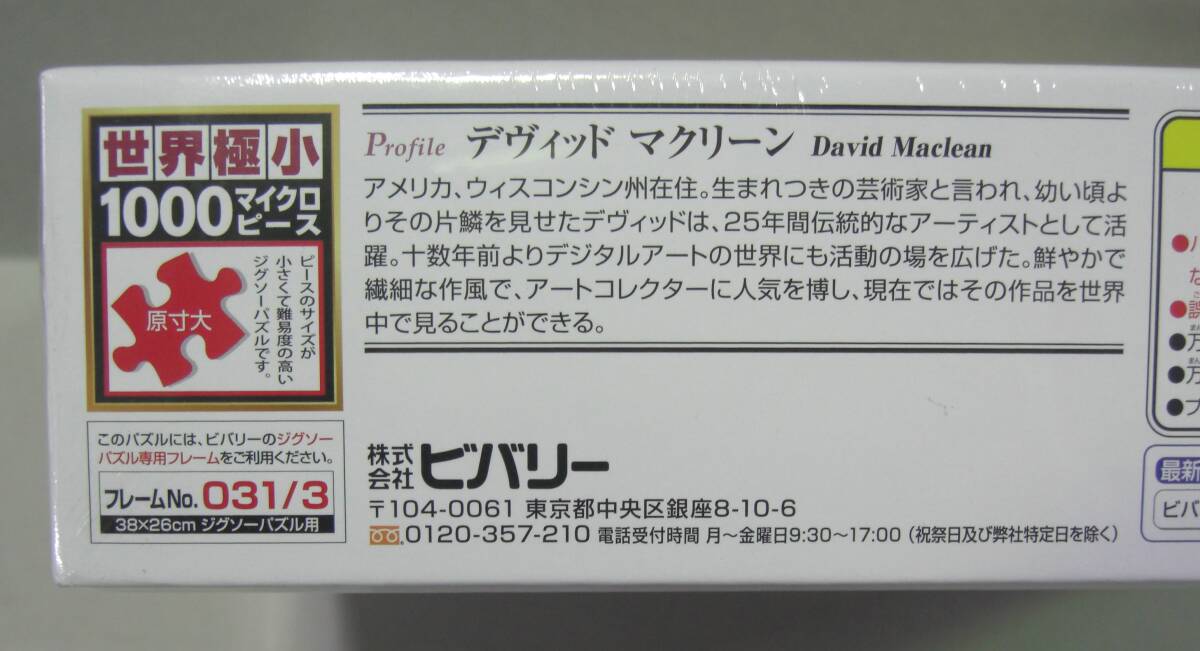 世界極小
1000マイクロピース
ピースのサイズが
小さくて難易度の高い
ジグソーパズルです。
原寸大
このパズルには、ビバリーのジグソー
パズル専用フレームをご利用ください。
フレームNo. 031/3
38×26cm ジグソーパズル用
Profile デヴィッド マクリーン David Maclean
アメリカ、ウィスコンシン州在住。生まれつきの芸術家と言われ、幼い頃よ
りその片鱗を見せたデヴィッドは、25年間伝統的なアーティストとして活
躍。十数年前よりデジタルアートの世界にも活動の場を広げた。鮮やかで
繊細な作風で、アートコレクターに人気を博し、現在ではその作品を世界
中で見ることができる。
株式会社 ビバリー
〒104-0061 東京都中央区銀座8-10-6
0120-357-210 電話受付時間 月〜金曜日9:30〜17:00 (祝祭日及び弊社特定日を除く)
な
●誤
●万
●万
最新
ビバ